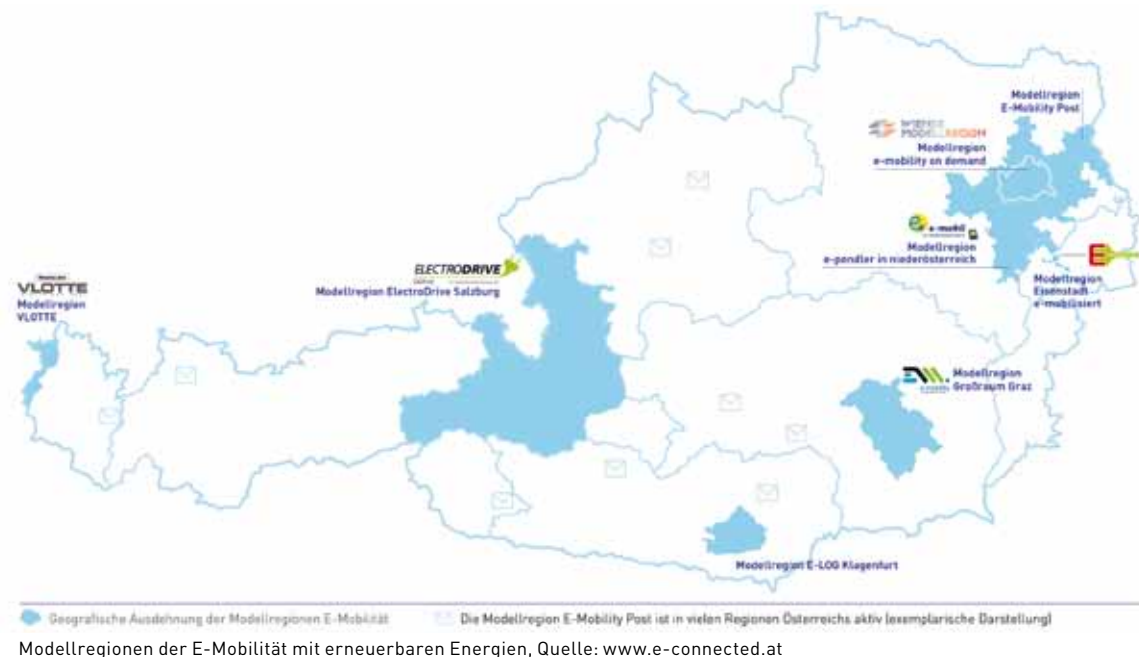 Modellregion
E-Mobility Post
WIENER
MODELLREGION
Modellregion
e-mobility on demand
e-mobil
Modellregion
e-pendler in niederösterreich
E
Modellregion
Eisenstadt
e-mobilisiert
ELECTRODRIVE
Modellregion ElectroDrive Salzburg
VLOTTE
Modellregion
VLOTTE
Modellregion
Großraum Graz
Modellregion E-LOG Klagenfurt
Geografische Ausdehnung der Modellregionen E-Mobilität
Die Modellregion E-Mobility Post ist in vielen Regionen Österreichs aktiv (exemplarische Darstellung)
Modellregionen der E-Mobilität mit erneuerbaren Energien, Quelle: www.e-connected.at